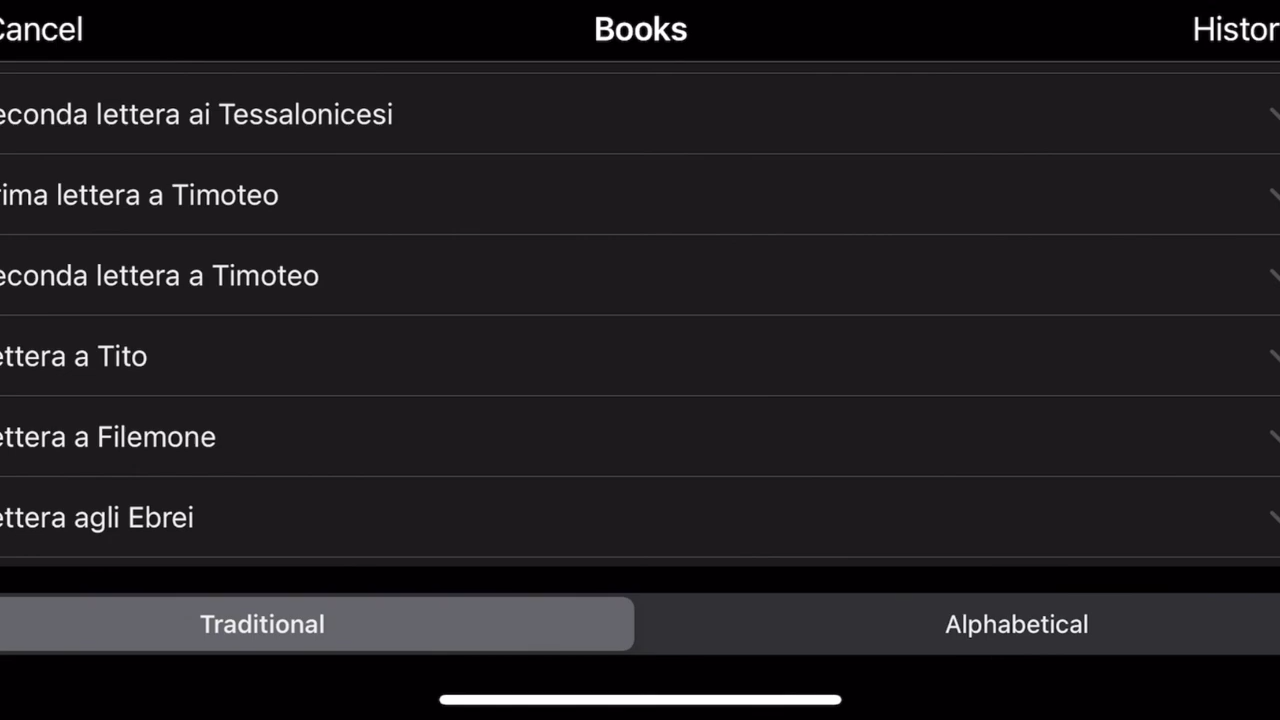 Cancel
Books
Histor
econda lettera ai Tessalonicesi
rima lettera a Timoteo
econda lettera a Timoteo
ettera a Tito
ettera a Filemone
ettera agli Ebrei
Traditional
Alphabetical